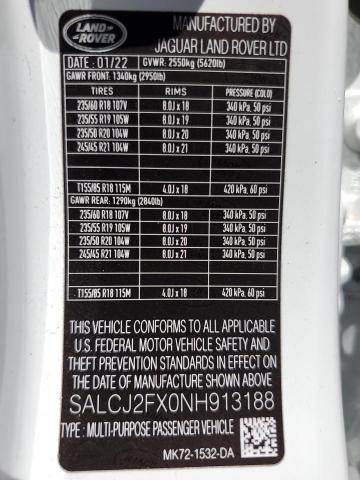 LAND
ROVER
MANUFACTURED BY
JAGUAR LAND ROVER LTD
DATE : 01/22 GVWR: 2550kg (5620lb)
GAWR FRONT: 1340kg (2950lb)
TIRES RIMS PRESSURE (COLD)
235/60 R18 107V 8.0J x 18 340 kPa, 50 psi
235/55 R19 105W 8.0J x 19 340 kPa, 50 psi
235/50 R20 104W 8.0J x 20 340 kPa, 50 psi
245/45 R21 104W 8.0J x 21 340 kPa, 50 psi
T155/85 R18 115M 4.0J x 18 420 kPa, 60 psi
GAWR REAR: 1290kg (2840lb)
235/60 R18 107V 8.0J x 18 340 kPa, 50 psi
235/55 R19 105W 8.0J x 19 340 kPa, 50 psi
235/50 R20 104W 8.0J x 20 340 kPa, 50 psi
245/45 R21 104W 8.0J x 21 340 kPa, 50 psi
T155/85 R18 115M 4.0J x 18 420 kPa, 60 psi
THIS VEHICLE CONFORMS TO ALL APPLICABLE
U.S. FEDERAL MOTOR VEHICLE SAFETY AND
THEFT PREVENTION STANDARDS IN EFFECT ON
THE DATE OF MANUFACTURE SHOWN ABOVE
SALCJ2FX0NH913188
TYPE : MULTI-PURPOSE PASSENGER VEHICLE
MK72-1532-DA